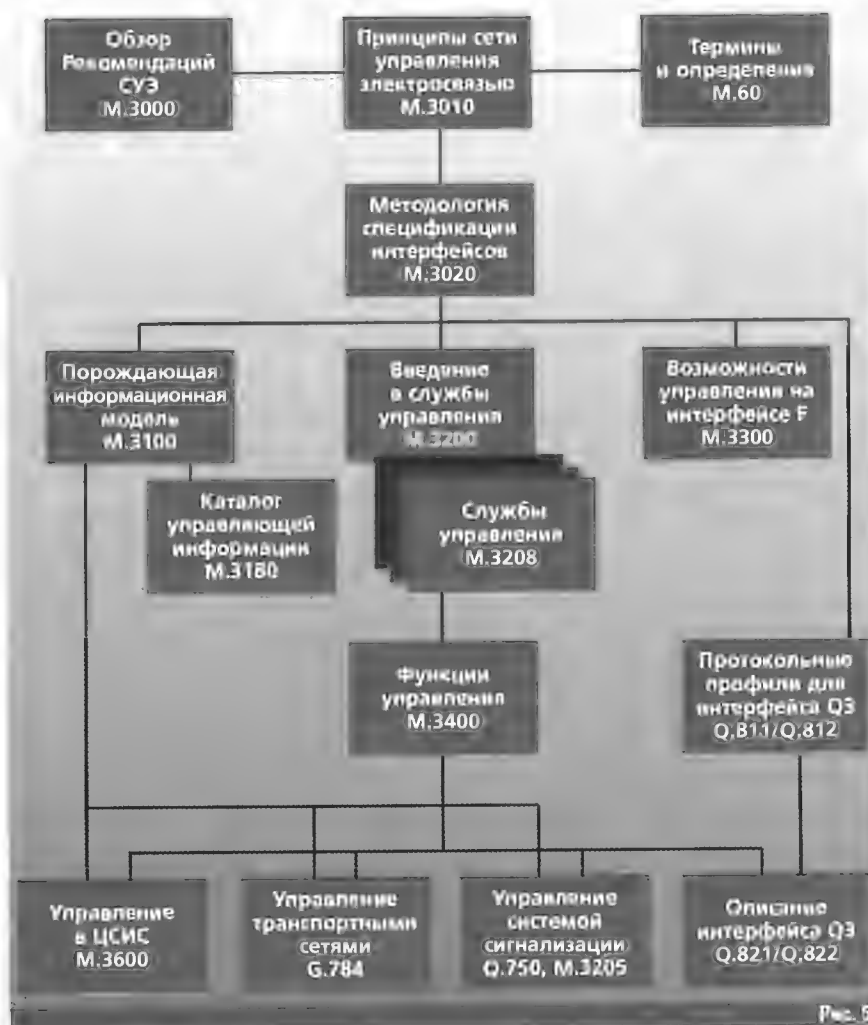 Обзор
Рекомендаций
СУЭ
М.3000
Принципы сети
управления
электросвязью
М.3010
Термины
и определения
М.60
Методология
спецификации
интерфейсов
М.3020
Порождающая
информационная
модель
М.3100
Введение
в службы
управления
М.3200
Возможности
управления на
интерфейсе F
М.3300
Каталог
управляющей
информации
М.3180
Службы
управления
М.3208
Функции
управления
М.3400
Протокольные
профили для
интерфейса Q3
Q.811/Q.812
Управление
в ЦСИС
М.3600
Управление
транспортными
сетями
G.784
Управление
системой
сигнализации
Q.750, М.3205
Описание
интерфейса Q3
Q.821/Q.822
Рис.